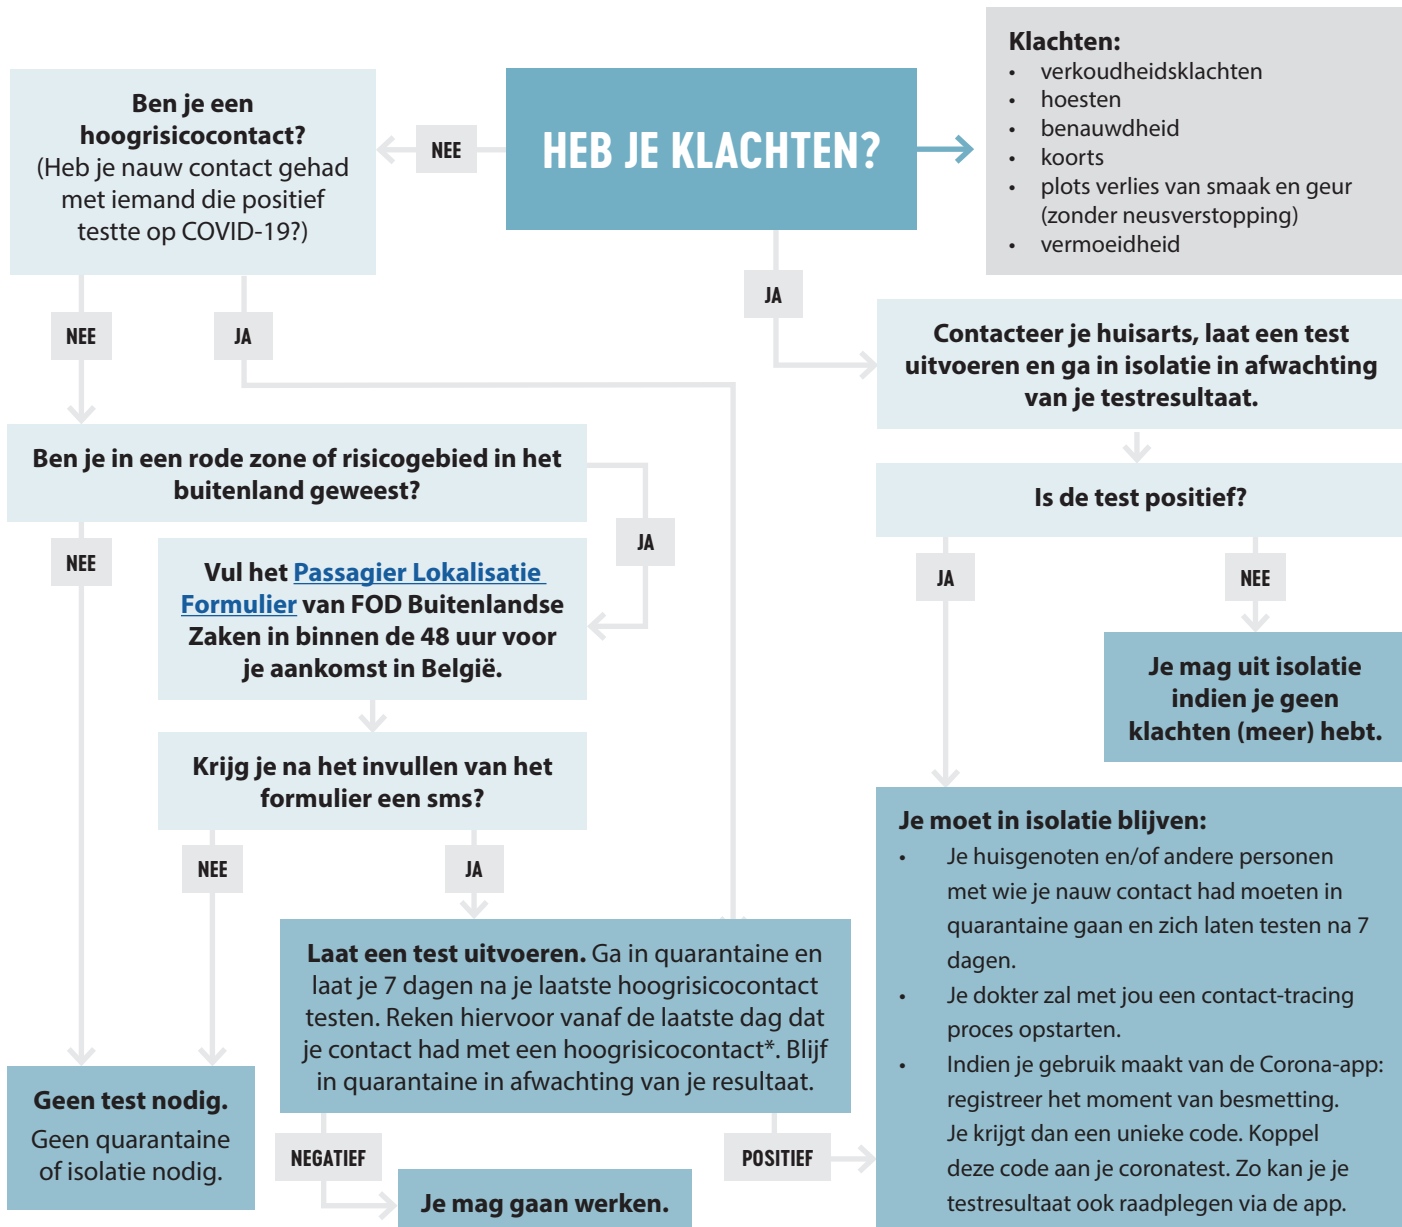 HEB JE KLACHTEN?
Klachten:
• verkoudheidsklachten
• hoesten
• benauwdheid
• koorts
• plots verlies van smaak en geur
(zonder neusverstopping)
• vermoeidheid
NEE
Ben je een
hoogrisicocontact?
(Heb je nauw contact gehad
met iemand die positief
testte op COVID-19?)
JA
Contacteer je huisarts, laat een test
uitvoeren en ga in isolatie in afwachting
van je testresultaat.
NEE
JA
Ben je in een rode zone of risicogebied in het
buitenland geweest?
Is de test positief?
NEE
JA
JA
NEE
Vul het Passagier Lokalisatie
Formulier van FOD Buitenlandse
Zaken in binnen de 48 uur voor
je aankomst in België.
Je mag uit isolatie
indien je geen
klachten (meer) hebt.
Krijg je na het invullen van het
formulier een sms?
NEE
JA
Je moet in isolatie blijven:
• Je huisgenoten en/of andere personen
met wie je nauw contact had moeten in
quarantaine gaan en zich laten testen na 7
dagen.
• Je dokter zal met jou een contact-tracing
proces opstarten.
• Indien je gebruik maakt van de Corona-app:
registreer het moment van besmetting.
Je krijgt dan een unieke code. Koppel
deze code aan je coronatest. Zo kan je je
testresultaat ook raadplegen via de app.
Laat een test uitvoeren. Ga in quarantaine en
laat je 7 dagen na je laatste hoogrisicocontact
testen. Reken hiervoor vanaf de laatste dag dat
je contact had met een hoogrisicocontact*. Blijf
in quarantaine in afwachting van je resultaat.
Geen test nodig.
Geen quarantaine
of isolatie nodig.
NEGATIEF
POSITIEF
Je mag gaan werken.